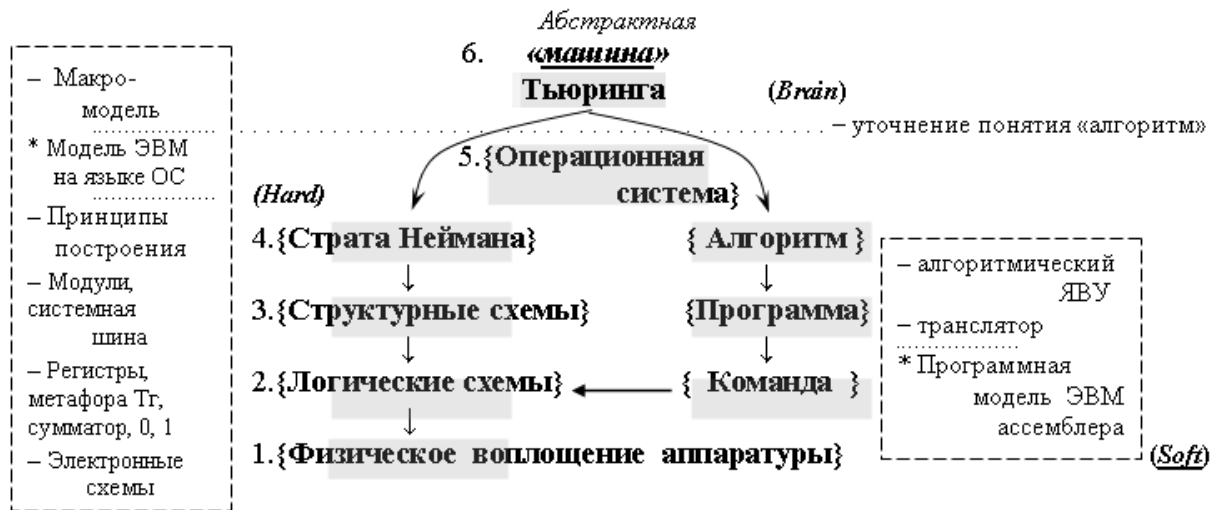 Абстрактная
6. «машина»
Тьюринга
(Brain)
– уточнение понятия «алгоритм»
– Макро-
модель
* Модель ЭВМ
на языке ОС
– Принципы
построения
– Модули,
системная
шина
– Регистры,
метафора Тг,
сумматор, 0, 1
– Электронные
схемы
5.{Операционная
система}
(Hard)
4.{Страта Неймана} { Алгоритм }
3.{Структурные схемы} {Программа}
2.{Логические схемы} { Команда }
1.{Физическое воплощение аппаратуры}
– алгоритмический
ЯВУ
– транслятор
* Программная
модель ЭВМ
ассемблера
(Soft)